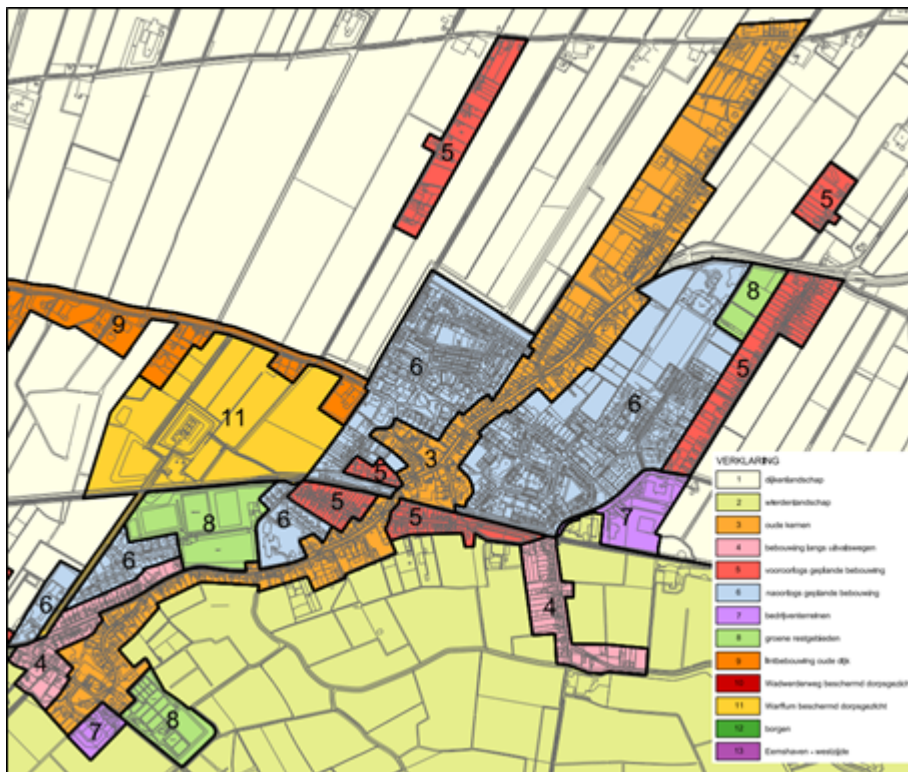 5
5
8
9
6
5
11
6
3
5
5
8
6
5
7
6
6
4
4
7
8
VERKLARING
1 dijkenlandschap
2 wierdenlandschap
3 oude kernen
4 bebouwing langs uitvalswegen
5 vooroorlogs geplande bebouwing
6 naoorlogs geplande bebouwing
7 bedrijventerreinen
8 groene restgebieden
9 lintbebouwing oude dijk
10 Wadwerderweg beschermd dorpsgezicht
11 Warffum beschermd dorpsgezicht
12 borgen
13 Eemshaven - westzijde